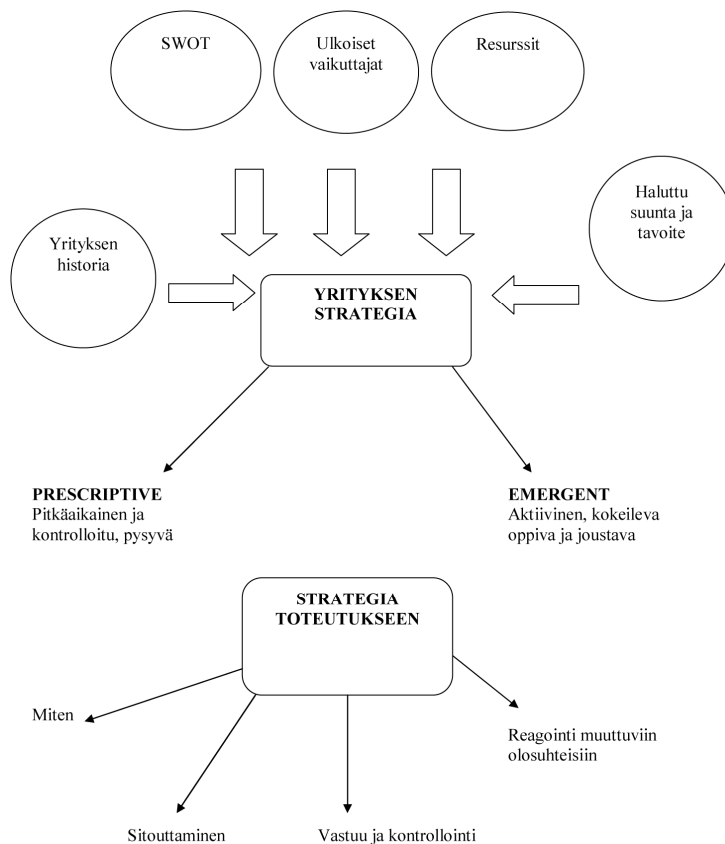 SWOT
Ulkoiset
vaikuttajat
Resurssit
Haluttu
suunta ja
tavoite
Yrityksen
historia
YRITYKSEN
STRATEGIA
PRESCRIPTIVE
Pitkäaikainen ja
kontrolloitu, pysyvä
EMERGENT
Aktiivinen, kokeileva
oppiva ja joustava
STRATEGIA
TOTEUTUKSEEN
Miten
Reagointi muuttuviin
olosuhteisiin
Sitouttaminen
Vastuu ja kontrollointi